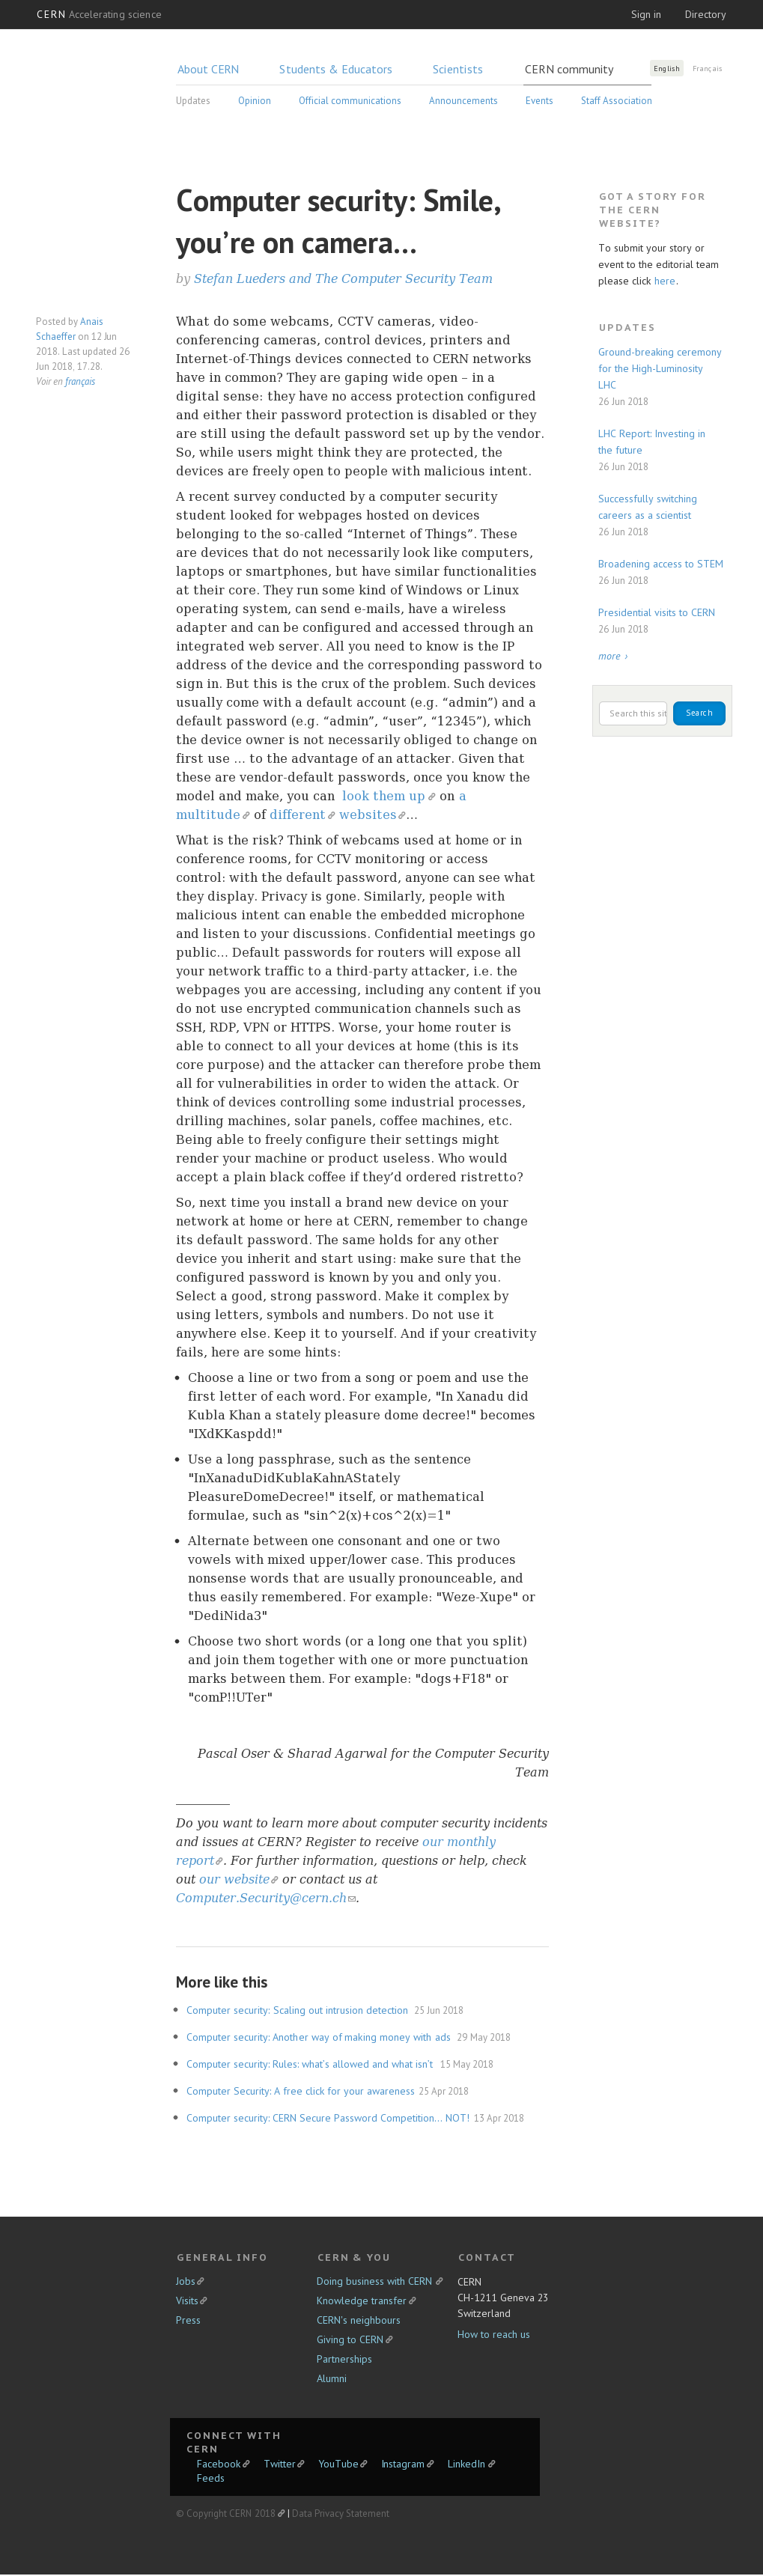 CERN Accelerating science
Sign in
Directory
About CERN
Students & Educators
Scientists
CERN community
English
Français
Updates
Opinion
Official communications
Announcements
Events
Staff Association
Computer security: Smile,
you’re on camera…
by Stefan Lueders and The Computer Security Team
Posted by Anais
Schaeffer on 12 Jun
2018. Last updated 26
Jun 2018, 17.28.
Voir en français
What do some webcams, CCTV cameras, video-
conferencing cameras, control devices, printers and
Internet-of-Things devices connected to CERN networks
have in common? They are gaping wide open – in a
digital sense: they have no access protection configured
and either their password protection is disabled or they
are still using the default password set up by the vendor.
So, while users might think they are protected, the
devices are freely open to people with malicious intent.
A recent survey conducted by a computer security
student looked for webpages hosted on devices
belonging to the so-called “Internet of Things”. These
are devices that do not necessarily look like computers,
laptops or smartphones, but have similar functionalities
at their core. They run some kind of Windows or Linux
operating system, can send e-mails, have a wireless
adapter and can be configured and accessed through an
integrated web server. All you need to know is the IP
address of the device and the corresponding password to
sign in. But this is the crux of the problem. Such devices
usually come with a default account (e.g. “admin”) and a
default password (e.g. “admin”, “user”, “12345”), which
the device owner is not necessarily obliged to change on
first use … to the advantage of an attacker. Given that
these are vendor-default passwords, once you know the
model and make, you can look them up on a
multitude of different websites…
What is the risk? Think of webcams used at home or in
conference rooms, for CCTV monitoring or access
control: with the default password, anyone can see what
they display. Privacy is gone. Similarly, people with
malicious intent can enable the embedded microphone
and listen to your discussions. Confidential meetings go
public… Default passwords for routers will expose all
your network traffic to a third-party attacker, i.e. the
webpages you are accessing, including any content if you
do not use encrypted communication channels such as
SSH, RDP, VPN or HTTPS. Worse, your home router is
able to connect to all your devices at home (this is its
core purpose) and the attacker can therefore probe them
all for vulnerabilities in order to widen the attack. Or
think of devices controlling some industrial processes,
drilling machines, solar panels, coffee machines, etc.
Being able to freely configure their settings might
render your machine or product useless. Who would
accept a plain black coffee if they’d ordered ristretto?
So, next time you install a brand new device on your
network at home or here at CERN, remember to change
its default password. The same holds for any other
device you inherit and start using: make sure that the
configured password is known by you and only you.
Select a good, strong password. Make it complex by
using letters, symbols and numbers. Do not use it
anywhere else. Keep it to yourself. And if your creativity
fails, here are some hints:
• Choose a line or two from a song or poem and use the
first letter of each word. For example, "In Xanadu did
Kubla Khan a stately pleasure dome decree!" becomes
"IXdKKaspdd!"
• Use a long passphrase, such as the sentence
"InXanaduDidKublaKahnAStately
PleasureDomeDecree!" itself, or mathematical
formulae, such as "sin^2(x)+cos^2(x)=1"
• Alternate between one consonant and one or two
vowels with mixed upper/lower case. This produces
nonsense words that are usually pronounceable, and
thus easily remembered. For example: "Weze-Xupe" or
"DediNida3"
• Choose two short words (or a long one that you split)
and join them together with one or more punctuation
marks between them. For example: "dogs+F18" or
"comP!!UTer"
Pascal Oser & Sharad Agarwal for the Computer Security
Team
Do you want to learn more about computer security incidents
and issues at CERN? Register to receive our monthly
report. For further information, questions or help, check
out our website or contact us at
Computer.Security@cern.ch.
GOT A STORY FOR
THE CERN
WEBSITE?
To submit your story or
event to the editorial team
please click here.
UPDATES
Ground-breaking ceremony
for the High-Luminosity
LHC
26 Jun 2018
LHC Report: Investing in
the future
26 Jun 2018
Successfully switching
careers as a scientist
26 Jun 2018
Broadening access to STEM
26 Jun 2018
Presidential visits to CERN
26 Jun 2018
more ›
Search this sit
Search
More like this
• Computer security: Scaling out intrusion detection 25 Jun 2018
• Computer security: Another way of making money with ads 29 May 2018
• Computer security: Rules: what’s allowed and what isn’t 15 May 2018
• Computer Security: A free click for your awareness 25 Apr 2018
• Computer security: CERN Secure Password Competition… NOT! 13 Apr 2018
GENERAL INFO
Jobs
Visits
Press
CERN & YOU
Doing business with CERN
Knowledge transfer
CERN's neighbours
Giving to CERN
Partnerships
Alumni
CONTACT
CERN
CH-1211 Geneva 23
Switzerland
How to reach us
CONNECT WITH
CERN
Facebook Twitter YouTube Instagram LinkedIn
Feeds
© Copyright CERN 2018 | Data Privacy Statement